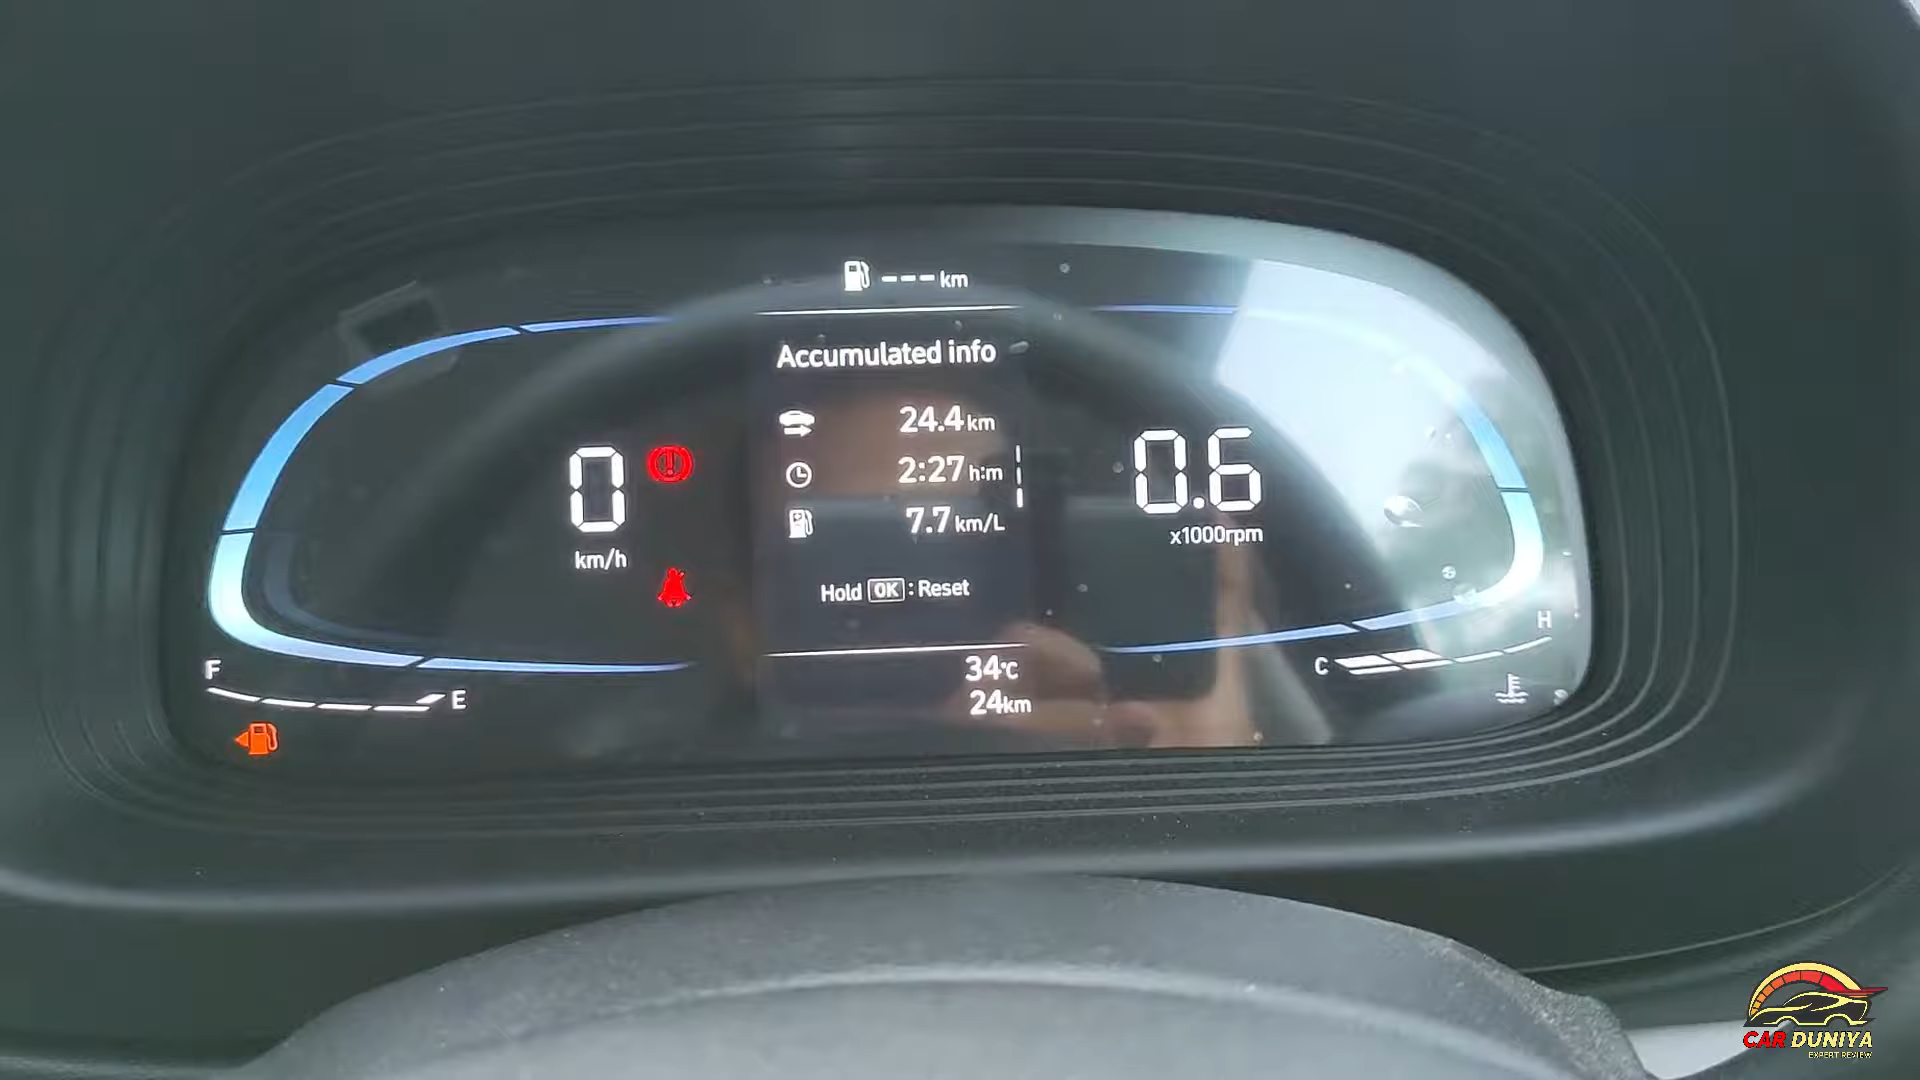 --- km
Accumulated info
24.4 km
2:27 h:m
7.7 km/L
Hold OK : Reset
0
km/h
0.6
x1000rpm
F
E
C
H
34°C
24km
CAR DUNIYA
EXPERT REVIEW